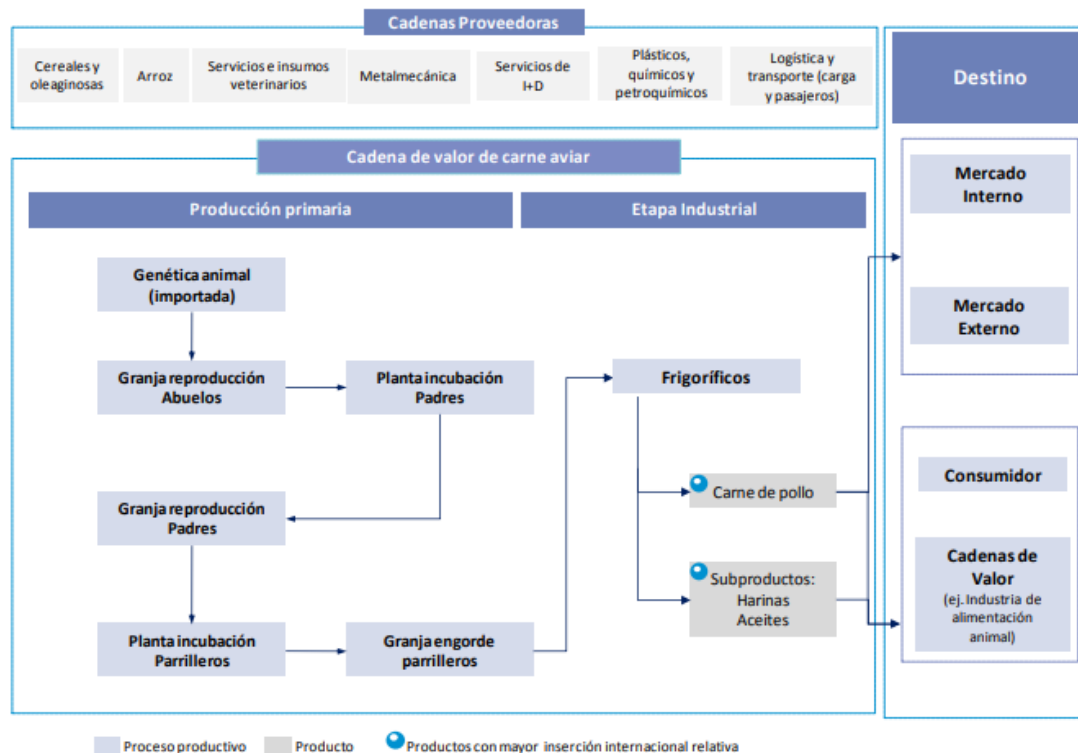 Cadenas Proveedoras
Cereales y
oleaginosas
Arroz
Servicios e insumos
veterinarios
Metalmecánica
Servicios de
I+D
Plásticos,
químicos y
petroquímicos
Logística y
transporte (carga
y pasajeros)
Destino
Cadena de valor de carne aviar
Producción primaria
Etapa Industrial
Genética animal
(importada)
Granja reproducción
Abuelos
Planta incubación
Padres
Granja reproducción
Padres
Planta incubación
Parrilleros
Granja engorde
parrilleros
Frigoríficos
Carne de pollo
Subproductos:
Harinas
Aceites
Mercado
Interno
Mercado
Externo
Consumidor
Cadenas de
Valor
(ej. Industria de
alimentación
animal)
Proceso productivo
Producto
Productos con mayor inserción internacional relativa